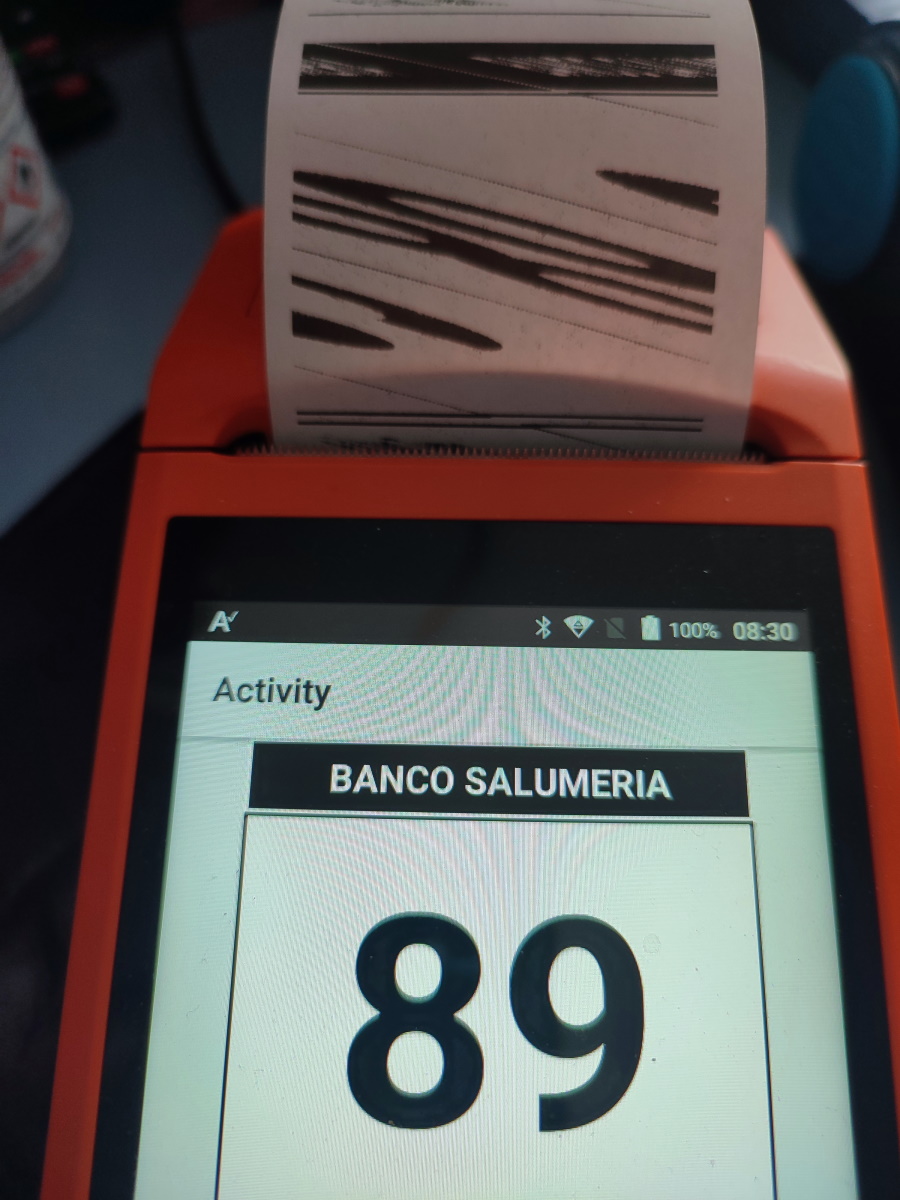 100% 08:30
Activity
BANCO SALUMERIA
89